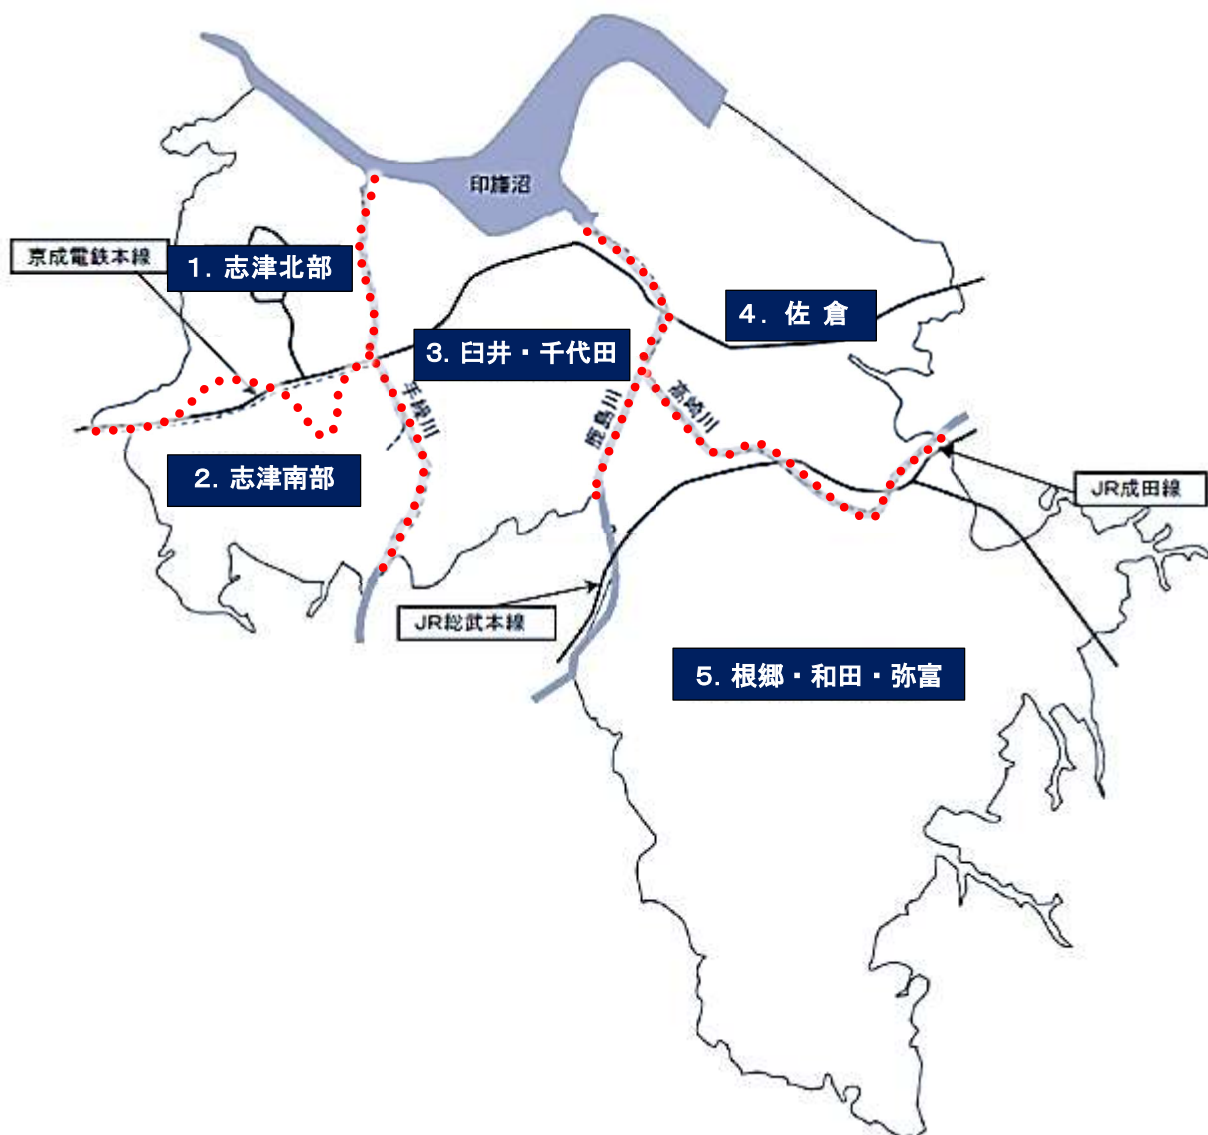 印旛沼
京成電鉄本線
1. 志津北部
4. 佐 倉
3. 臼井・千代田
手繰川
鹿島川
高崎川
2. 志津南部
JR成田線
JR総武本線
5. 根郷・和田・弥富